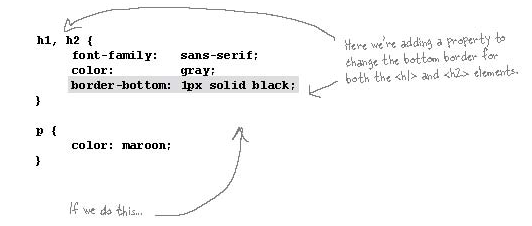 h1, h2 {
font-family: sans-serif;
color: gray;
border-bottom: 1px solid black;
}
p {
color: maroon;
}
Here we're adding a property to
change the bottom border for
both the <h1> and <h2> elements.
If we do this...